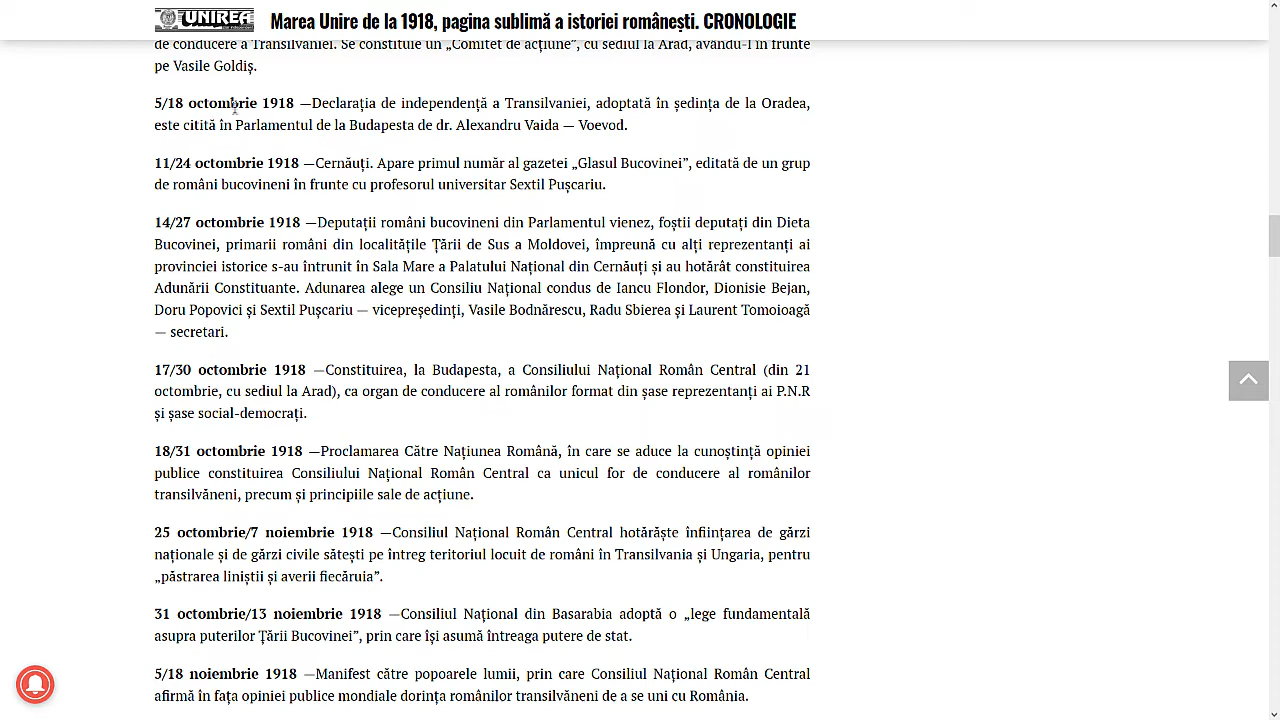 UNIREA
Marea Unire de la 1918, pagina sublimă a istoriei românești. CRONOLOGIE
de conducere a Transilvaniei. Se constituie un „Comitet de acțiune”, cu sediul la Arad, avându-l în frunte
pe Vasile Goldiș.
5/18 octombrie 1918 —Declarația de independență a Transilvaniei, adoptată în ședința de la Oradea,
este citită în Parlamentul de la Budapesta de dr. Alexandru Vaida — Voevod.
11/24 octombrie 1918 —Cernăuți. Apare primul număr al gazetei „Glasul Bucovinei”, editată de un grup
de români bucovineni în frunte cu profesorul universitar Sextil Pușcariu.
14/27 octombrie 1918 —Deputații români bucovineni din Parlamentul vienez, foștii deputați din Dieta
Bucovinei, primarii români din localitățile Țării de Sus a Moldovei, împreună cu alți reprezentanți ai
provinciei istorice s-au întrunit în Sala Mare a Palatului Național din Cernăuți și au hotărât constituirea
Adunării Constituante. Adunarea alege un Consiliu Național condus de Iancu Flondor, Dionisie Bejan,
Doru Popovici și Sextil Pușcariu — vicepreședinți, Vasile Bodnărescu, Radu Sbierea și Laurent Tomoioagă
— secretari.
17/30 octombrie 1918 —Constituirea, la Budapesta, a Consiliului Național Român Central (din 21
octombrie, cu sediul la Arad), ca organ de conducere al românilor format din șase reprezentanți ai P.N.R
și șase social-democrați.
18/31 octombrie 1918 —Proclamarea Către Națiunea Română, în care se aduce la cunoștință opiniei
publice constituirea Consiliului Național Român Central ca unicul for de conducere al românilor
transilvăneni, precum și principiile sale de acțiune.
25 octombrie/7 noiembrie 1918 —Consiliul Național Român Central hotărăște înființarea de gărzi
naționale și de gărzi civile sătești pe întreg teritoriul locuit de români în Transilvania și Ungaria, pentru
„păstrarea liniștii și averii fiecăruia”.
31 octombrie/13 noiembrie 1918 —Consiliul Național din Basarabia adoptă o „lege fundamentală
asupra puterilor Țării Bucovinei”, prin care își asumă întreaga putere de stat.
5/18 noiembrie 1918 —Manifest către popoarele lumii, prin care Consiliul Național Român Central
afirmă în fața opiniei publice mondiale dorința românilor transilvăneni de a se uni cu România.